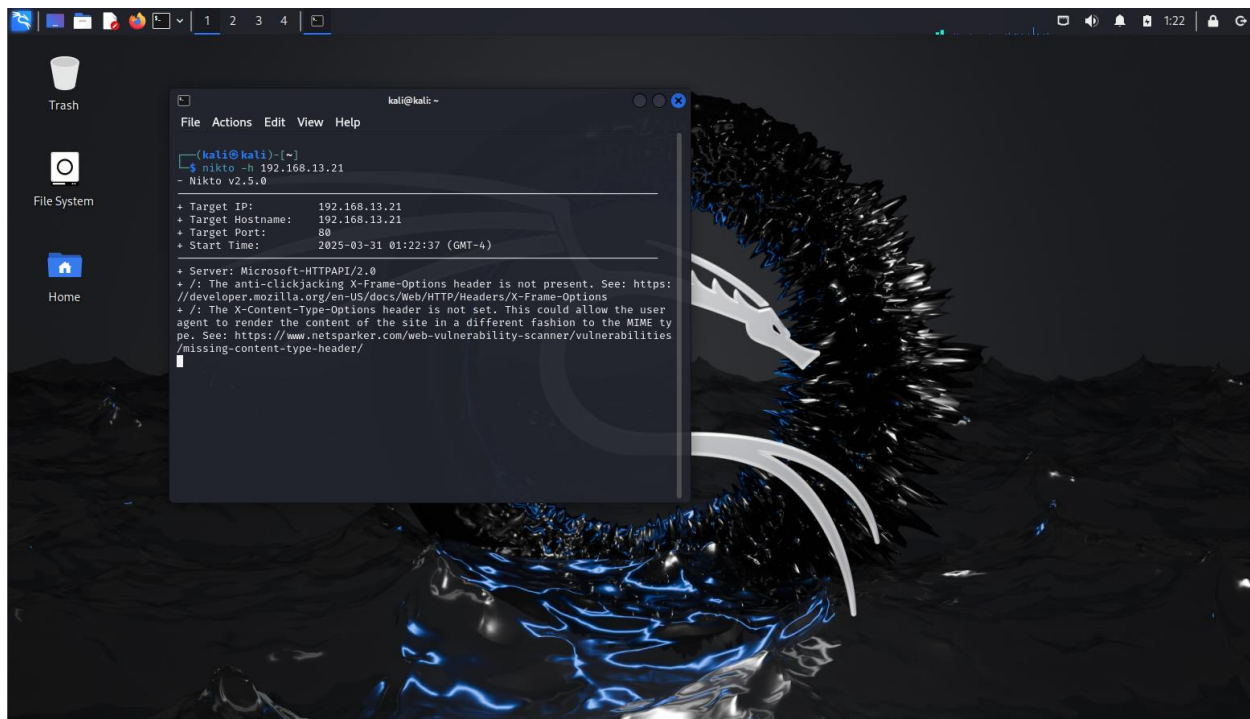 1 2 3 4
1:22
Trash
File System
Home
kali@kali: ~
File Actions Edit View Help
(kali㉿kali)-[~]
$ nikto -h 192.168.13.21
- Nikto v2.5.0
+ Target IP: 192.168.13.21
+ Target Hostname: 192.168.13.21
+ Target Port: 80
+ Start Time: 2025-03-31 01:22:37 (GMT-4)
+ Server: Microsoft-HTTPAPI/2.0
+ /: The anti-clickjacking X-Frame-Options header is not present. See: https:
//developer.mozilla.org/en-US/docs/Web/HTTP/Headers/X-Frame-Options
+ /: The X-Content-Type-Options header is not set. This could allow the user
agent to render the content of the site in a different fashion to the MIME ty
pe. See: https://www.netsparker.com/web-vulnerability-scanner/vulnerabilities
/missing-content-type-header/